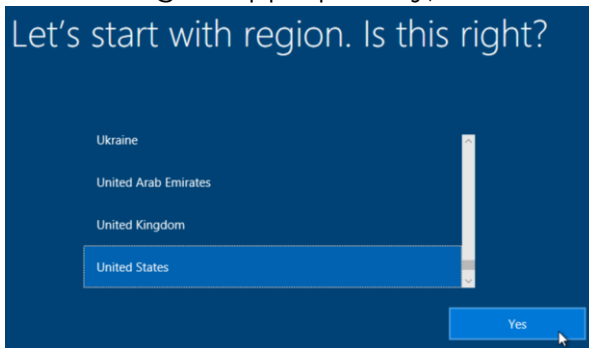 Let's start with region. Is this right?
Ukraine
United Arab Emirates
United Kingdom
United States
Yes